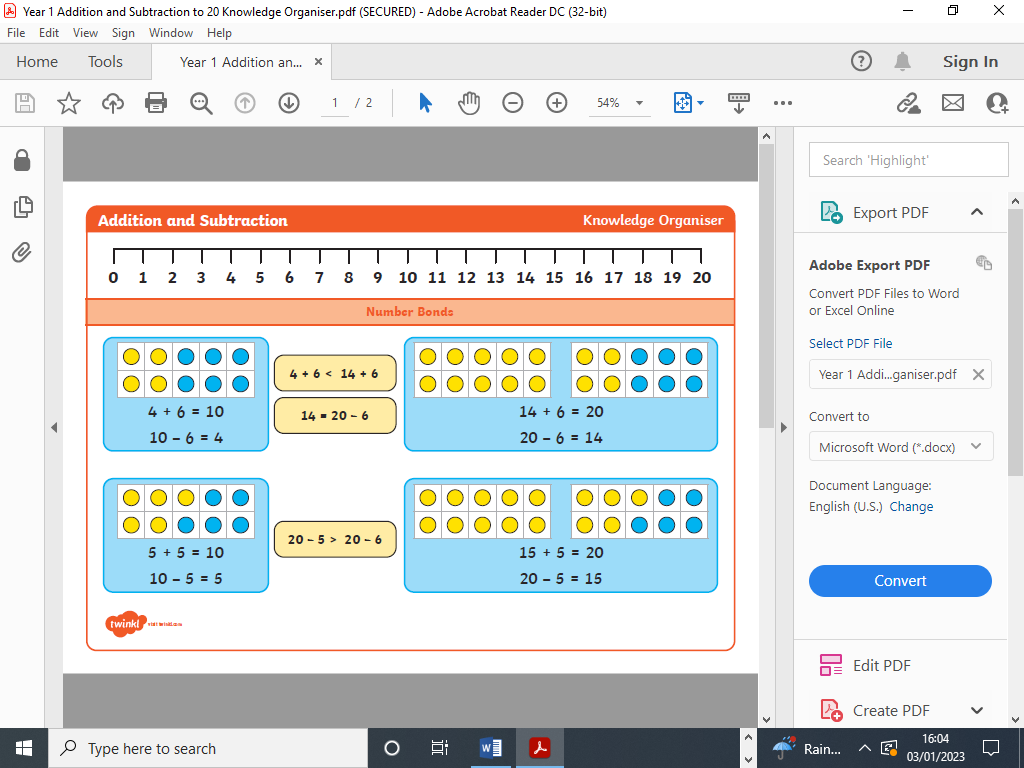 Year 1 Addition and Subtraction to 20 Knowledge Organiser.pdf (SECURED) - Adobe Acrobat Reader DC (32-bit)
File Edit View Sign Window Help
Home Tools Year 1 Addition an... Sign In
1 / 2 54%
Search 'Highlight'
Export PDF
Adobe Export PDF
Convert PDF Files to Word
or Excel Online
Select PDF File
Year 1 Addi...ganiser.pdf
Convert to
Microsoft Word (*.docx)
Document Language:
English (U.S.) Change
Convert
Edit PDF
Create PDF
Addition and Subtraction Knowledge Organiser
0 1 2 3 4 5 6 7 8 9 10 11 12 13 14 15 16 17 18 19 20
Number Bonds
4 + 6 = 10
10 – 6 = 4
4 + 6 < 14 + 6
14 = 20 – 6
14 + 6 = 20
20 – 6 = 14
5 + 5 = 10
10 – 5 = 5
20 – 5 > 20 – 6
15 + 5 = 20
20 – 5 = 15
twinkl visit twinkl.com
Type here to search
Rain...
16:04
03/01/2023